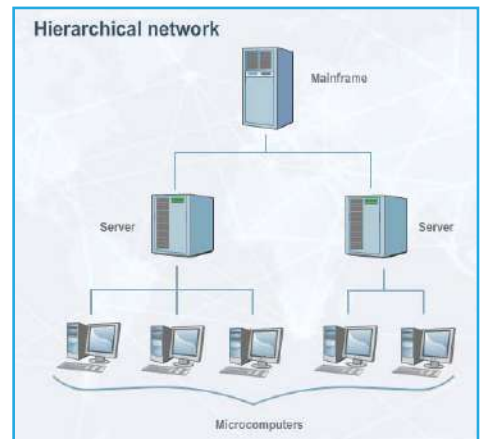 Hierarchical network
Mainframe
Server
Server
Microcomputers